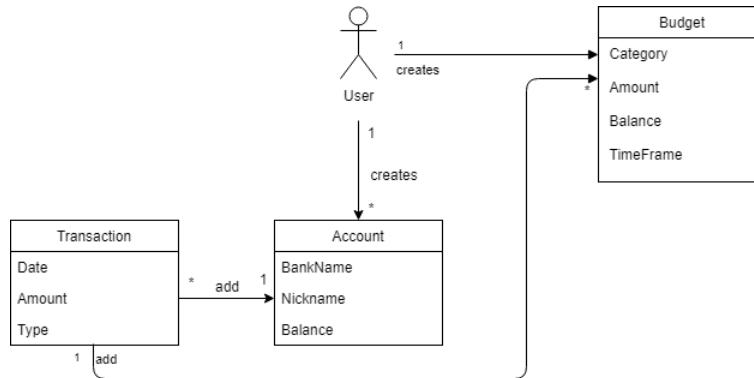 Budget
1
creates
Category
Amount
*
Balance
TimeFrame
User
1
creates
*
Transaction
Date
Amount
Type
*
add
1
Account
BankName
Nickname
Balance
1
add